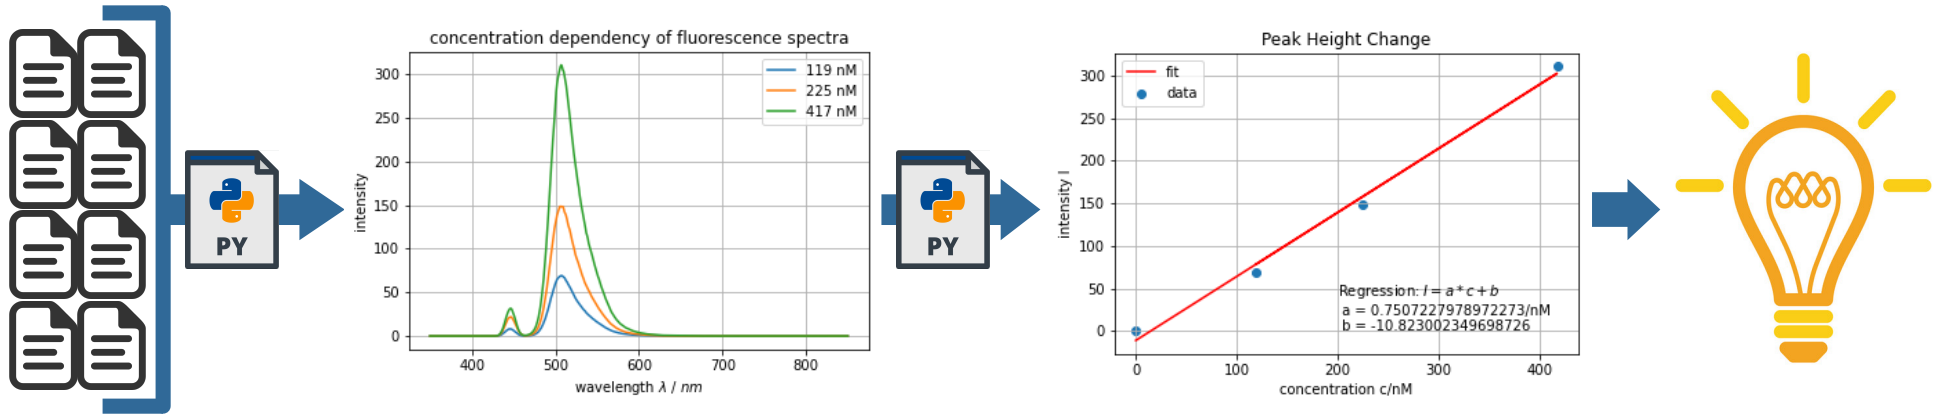 PY
concentration dependency of fluorescence spectra
119 nM
225 nM
417 nM
intensity
300
250
200
150
100
50
0
400 500 600 700 800
wavelength λ / nm
PY
Peak Height Change
fit
data
intensity I
300
250
200
150
100
50
0
Regression: I = a * c + b
a = 0.7507227978972273/nM
b = -10.823002349698726
0 100 200 300 400
concentration c/nM